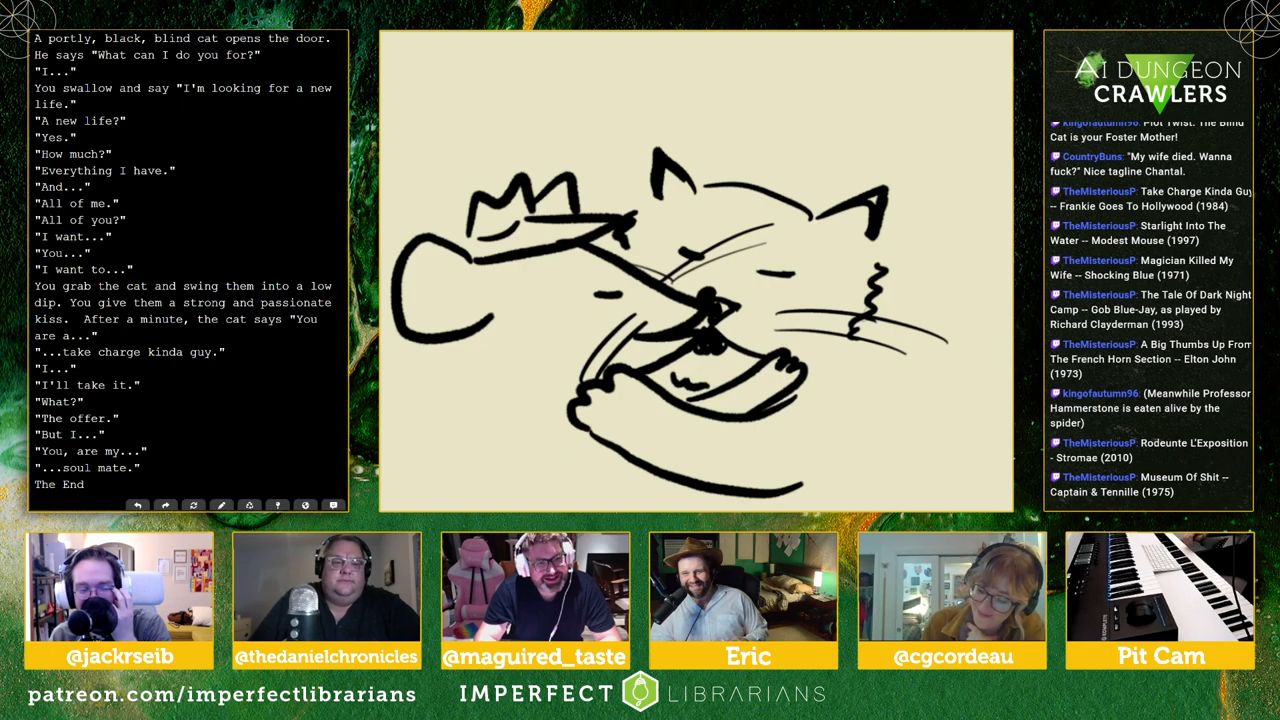 A portly, black, blind cat opens the door.
He says "What can I do you for?"
"I..."
You swallow and say "I'm looking for a new
life."
"A new life?"
"Yes."
"How much?"
"Everything I have."
"And..."
"All of me."
"All of you?"
"I want..."
"You..."
"I want to..."
You grab the cat and swing them into a low
dip. You give them a strong and passionate
kiss.  After a minute, the cat says "You
are a..."
"...take charge kinda guy."
"I..."
"I'll take it."
"What?"
"The offer."
"But I..."
"You, are my..."
"...soul mate."
The End
AI DUNGEON
CRAWLERS
kingofautumn96: Plot Twist: The Blind
Cat is your Foster Mother!
CountryBuns: "My wife died. Wanna
fuck?" Nice tagline Chantal.
TheMisteriousP: Take Charge Kinda Guy
-- Frankie Goes To Hollywood (1984)
TheMisteriousP: Starlight Into The
Water -- Modest Mouse (1997)
TheMisteriousP: Magician Killed My
Wife -- Shocking Blue (1971)
TheMisteriousP: The Tale Of Dark Night
Camp -- Gob Blue-Jay, as played by
Richard Clayderman (1993)
TheMisteriousP: A Big Thumbs Up From
The French Horn Section -- Elton John
(1973)
kingofautumn96: (Meanwhile Professor
Hammerstone is eaten alive by the
spider)
TheMisteriousP: Rodeunte L'Exposition
- Stromae (2010)
TheMisteriousP: Museum Of Shit --
Captain & Tennille (1975)
@jackrseib
@thedanielchronicles
@maguired_taste
Eric
@cgcordeau
Pit Cam
patreon.com/imperfectlibrarians
IMPERFECT LIBRARIANS